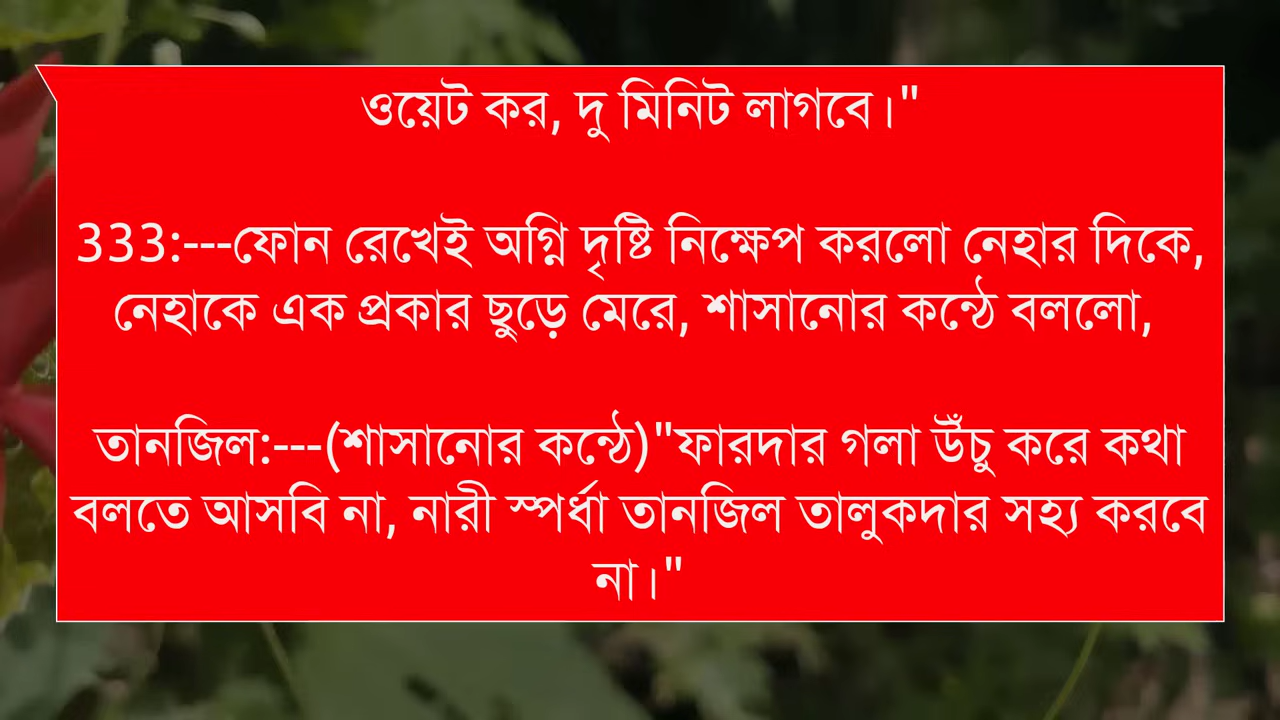 ওয়েট কর, দু মিনিট লাগবে।"
333:---ফোন রেখেই অগ্নি দৃষ্টি নিক্ষেপ করলো নেহার দিকে,
নেহাকে এক প্রকার ছুড়ে মেরে, শাসানোর কন্ঠে বললো,
তানজিল:---(শাসানোর কন্ঠে)"ফারদার গলা উঁচু করে কথা
বলতে আসবি না, নারী স্পর্ধা তানজিল তালুকদার সহ্য করবে
না।"